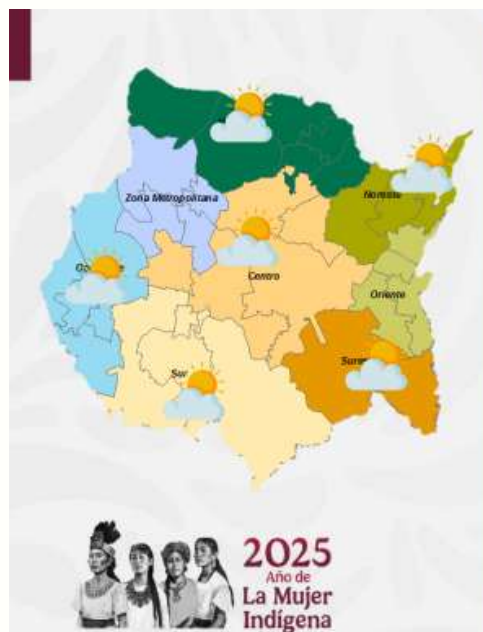 Zona Metropolitana
Noreste
Centro
Oriente
Sur
2025
Año de
La Mujer
Indígena